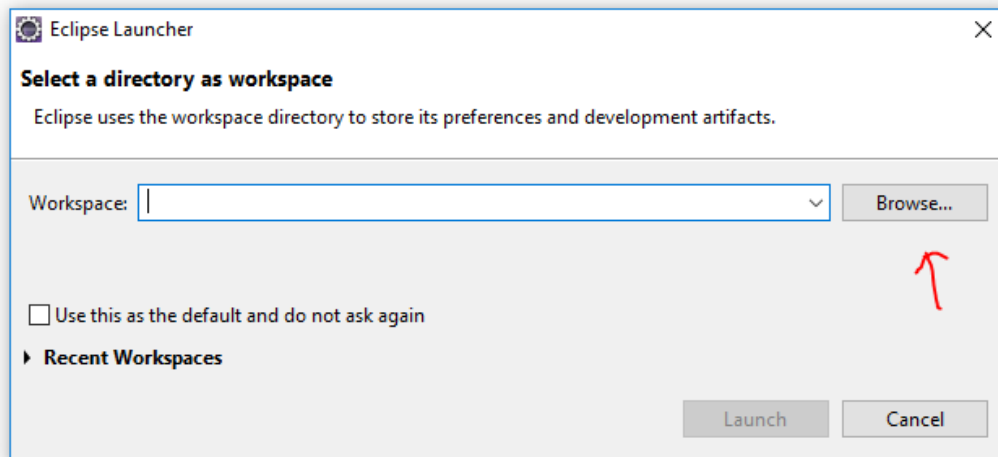 Eclipse Launcher
Select a directory as workspace
Eclipse uses the workspace directory to store its preferences and development artifacts.
Workspace: Browse...
Use this as the default and do not ask again
Recent Workspaces
Launch Cancel